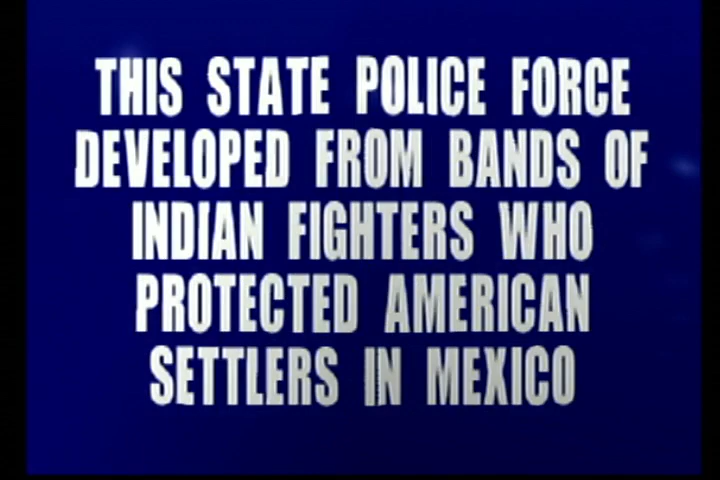 THIS STATE POLICE FORCE
DEVELOPED FROM BANDS OF
INDIAN FIGHTERS WHO
PROTECTED AMERICAN
SETTLERS IN MEXICO